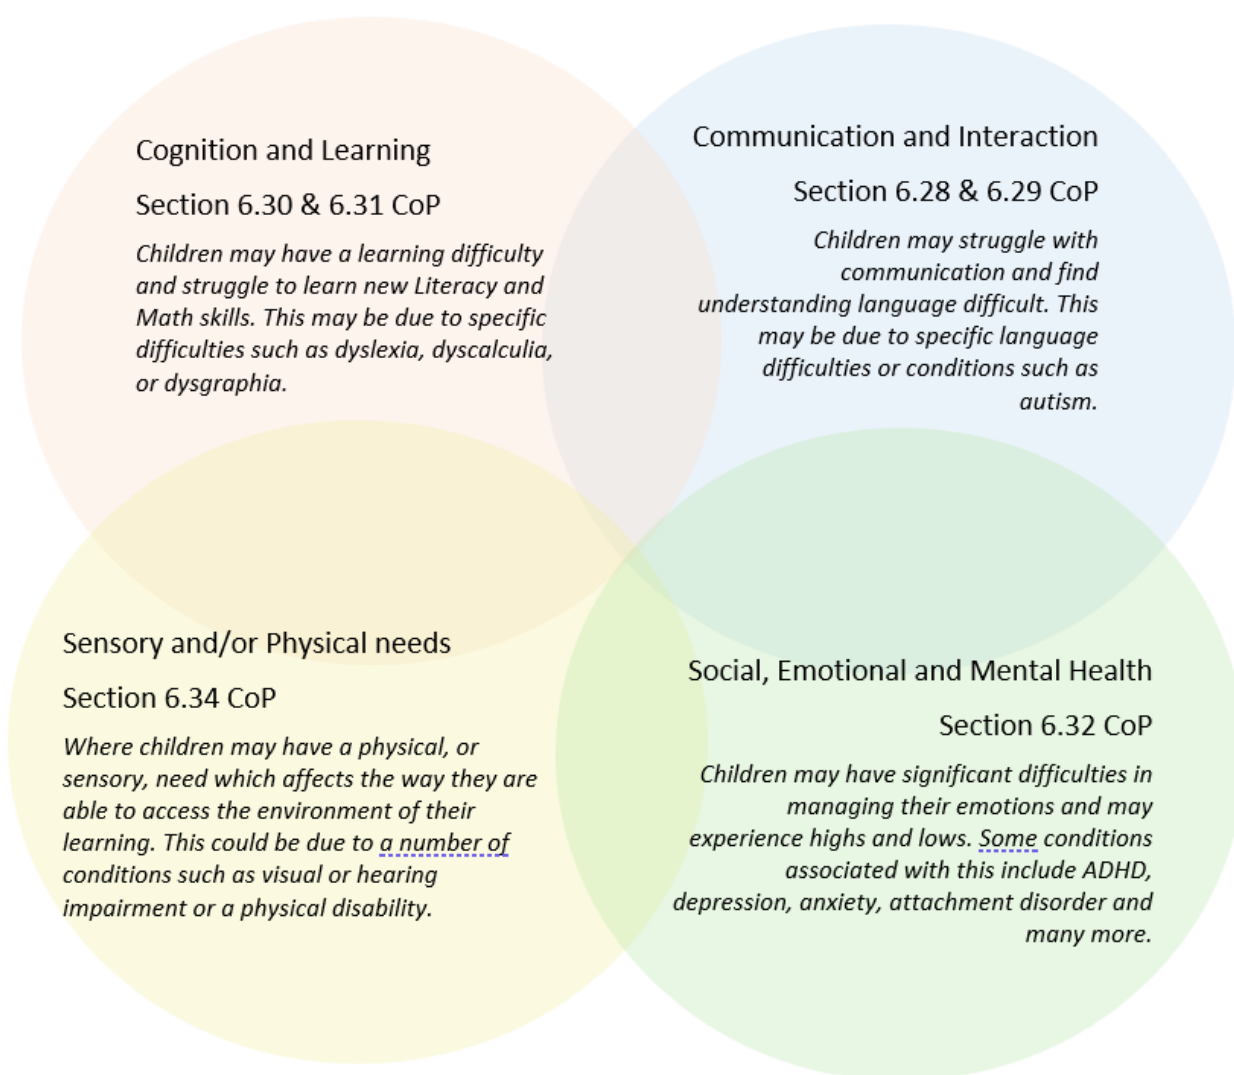 Cognition and Learning
Section 6.30 & 6.31 CoP
Children may have a learning difficulty
and struggle to learn new Literacy and
Math skills. This may be due to specific
difficulties such as dyslexia, dyscalculia,
or dysgraphia.
Communication and Interaction
Section 6.28 & 6.29 CoP
Children may struggle with
communication and find
understanding language difficult. This
may be due to specific language
difficulties or conditions such as
autism.
Sensory and/or Physical needs
Section 6.34 CoP
Where children may have a physical, or
sensory, need which affects the way they are
able to access the environment of their
learning. This could be due to a number of
conditions such as visual or hearing
impairment or a physical disability.
Social, Emotional and Mental Health
Section 6.32 CoP
Children may have significant difficulties in
managing their emotions and may
experience highs and lows. Some conditions
associated with this include ADHD,
depression, anxiety, attachment disorder and
many more.